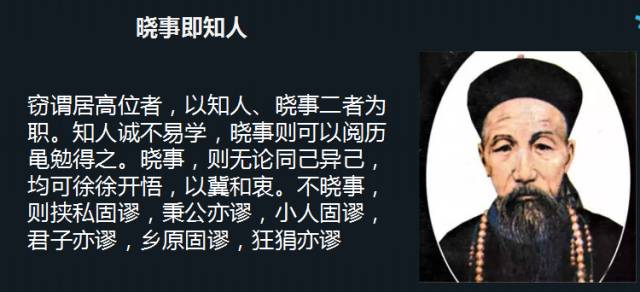 晓事即知人
窃谓居高位者，以知人、晓事二者为
职。知人诚不易学，晓事则可以阅历
黾勉得之。晓事，则无论同己异己，
均可徐徐开悟，以冀和衷。不晓事，
则挟私固谬，秉公亦谬，小人固谬，
君子亦谬，乡原固谬，狂狷亦谬